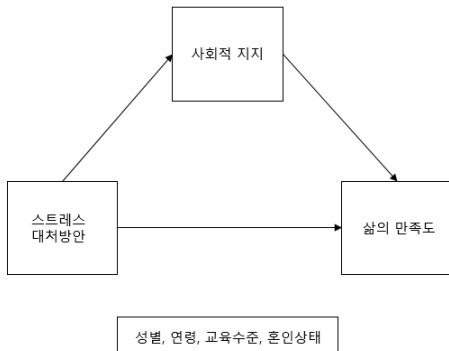 사회적 지지
스트레스
대처방안
삶의 만족도
성별, 연령, 교육수준, 혼인상태